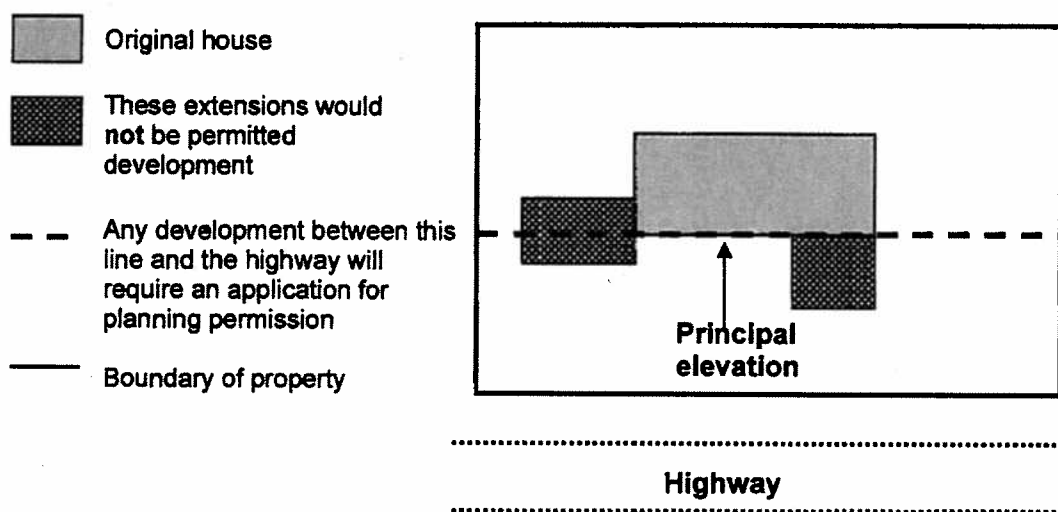 Original house
These extensions would
not be permitted
development
Any development between this
line and the highway will
require an application for
planning permission
Boundary of property
Principal
elevation
Highway